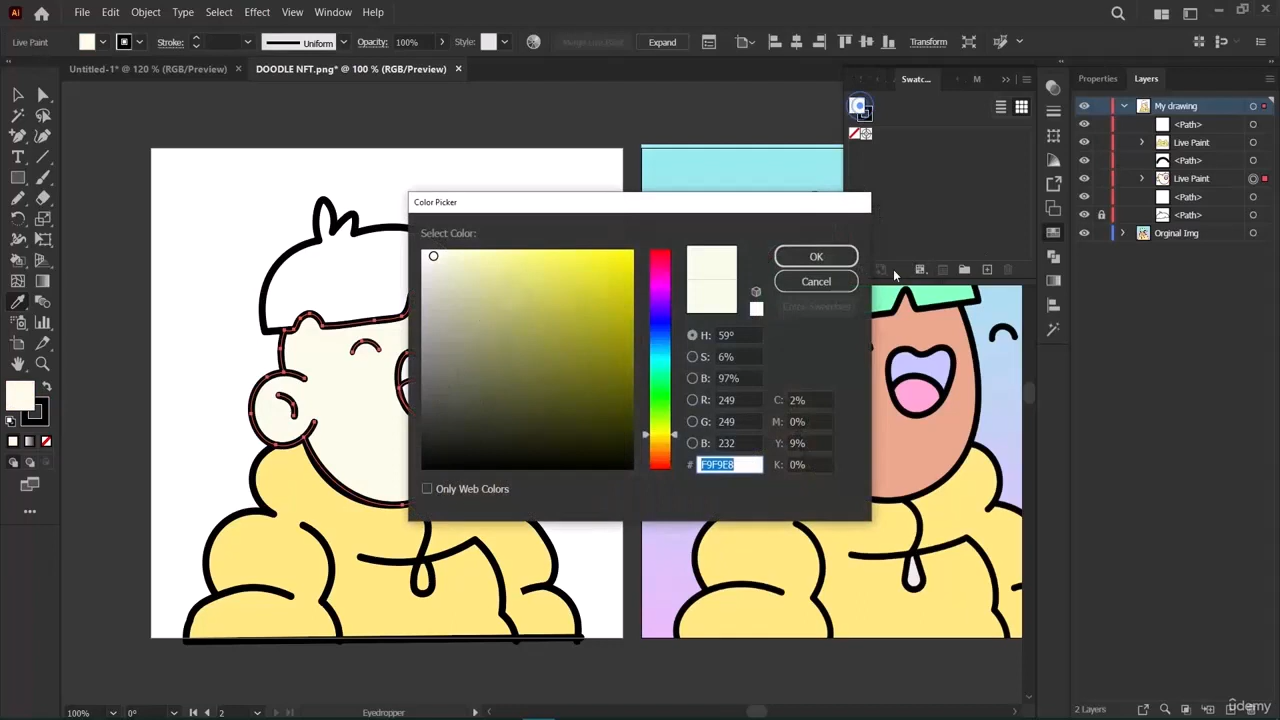 Ai File Edit Object Type Select Effect View Window Help
Live Paint Stroke: Uniform Opacity: 100% Style: Expand Transform
Untitled-1* @ 120 % (RGB/Preview) × DOODLE NFT.png* @ 100 % (RGB/Preview) ×
Swatc... M Properties Layers
My drawing
<Path>
Live Paint
<Path>
Live Paint
<Path>
<Path>
Orginal Img
Color Picker
Select Color:
OK
Cancel
H: 59°
S: 6%
B: 97%
R: 249 C: 2%
G: 249 M: 0%
B: 232 Y: 9%
# F9F9E8 K: 0%
Only Web Colors
100% 0° 2 Eyedropper 2 Layers
Udemy